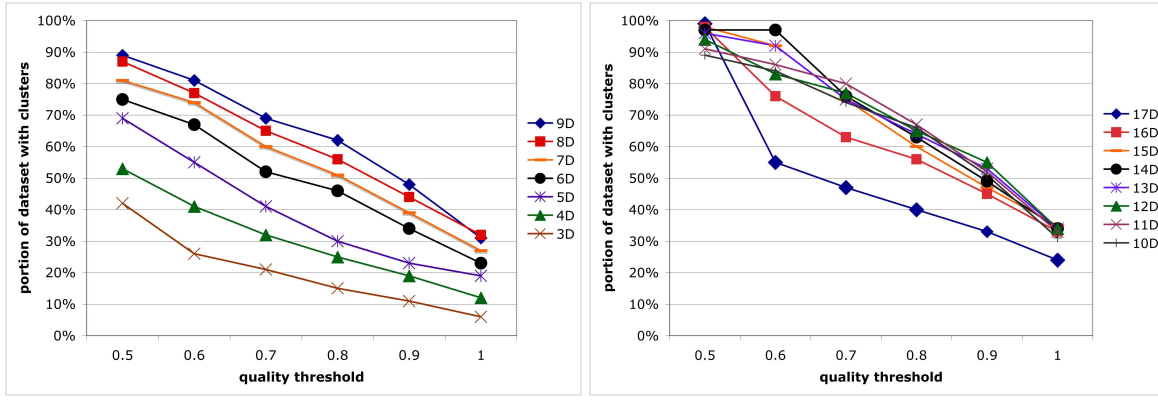 100%
90%
80%
70%
60%
50%
40%
30%
20%
10%
0%
portion of dataset with clusters
0.5 0.6 0.7 0.8 0.9 1
quality threshold
9D
8D
7D
6D
5D
4D
3D
100%
90%
80%
70%
60%
50%
40%
30%
20%
10%
0%
portion of dataset wif clusters
0.5 0.6 0.7 0.8 0.9 1
quality threshold
17D
16D
15D
14D
13D
12D
11D
10D